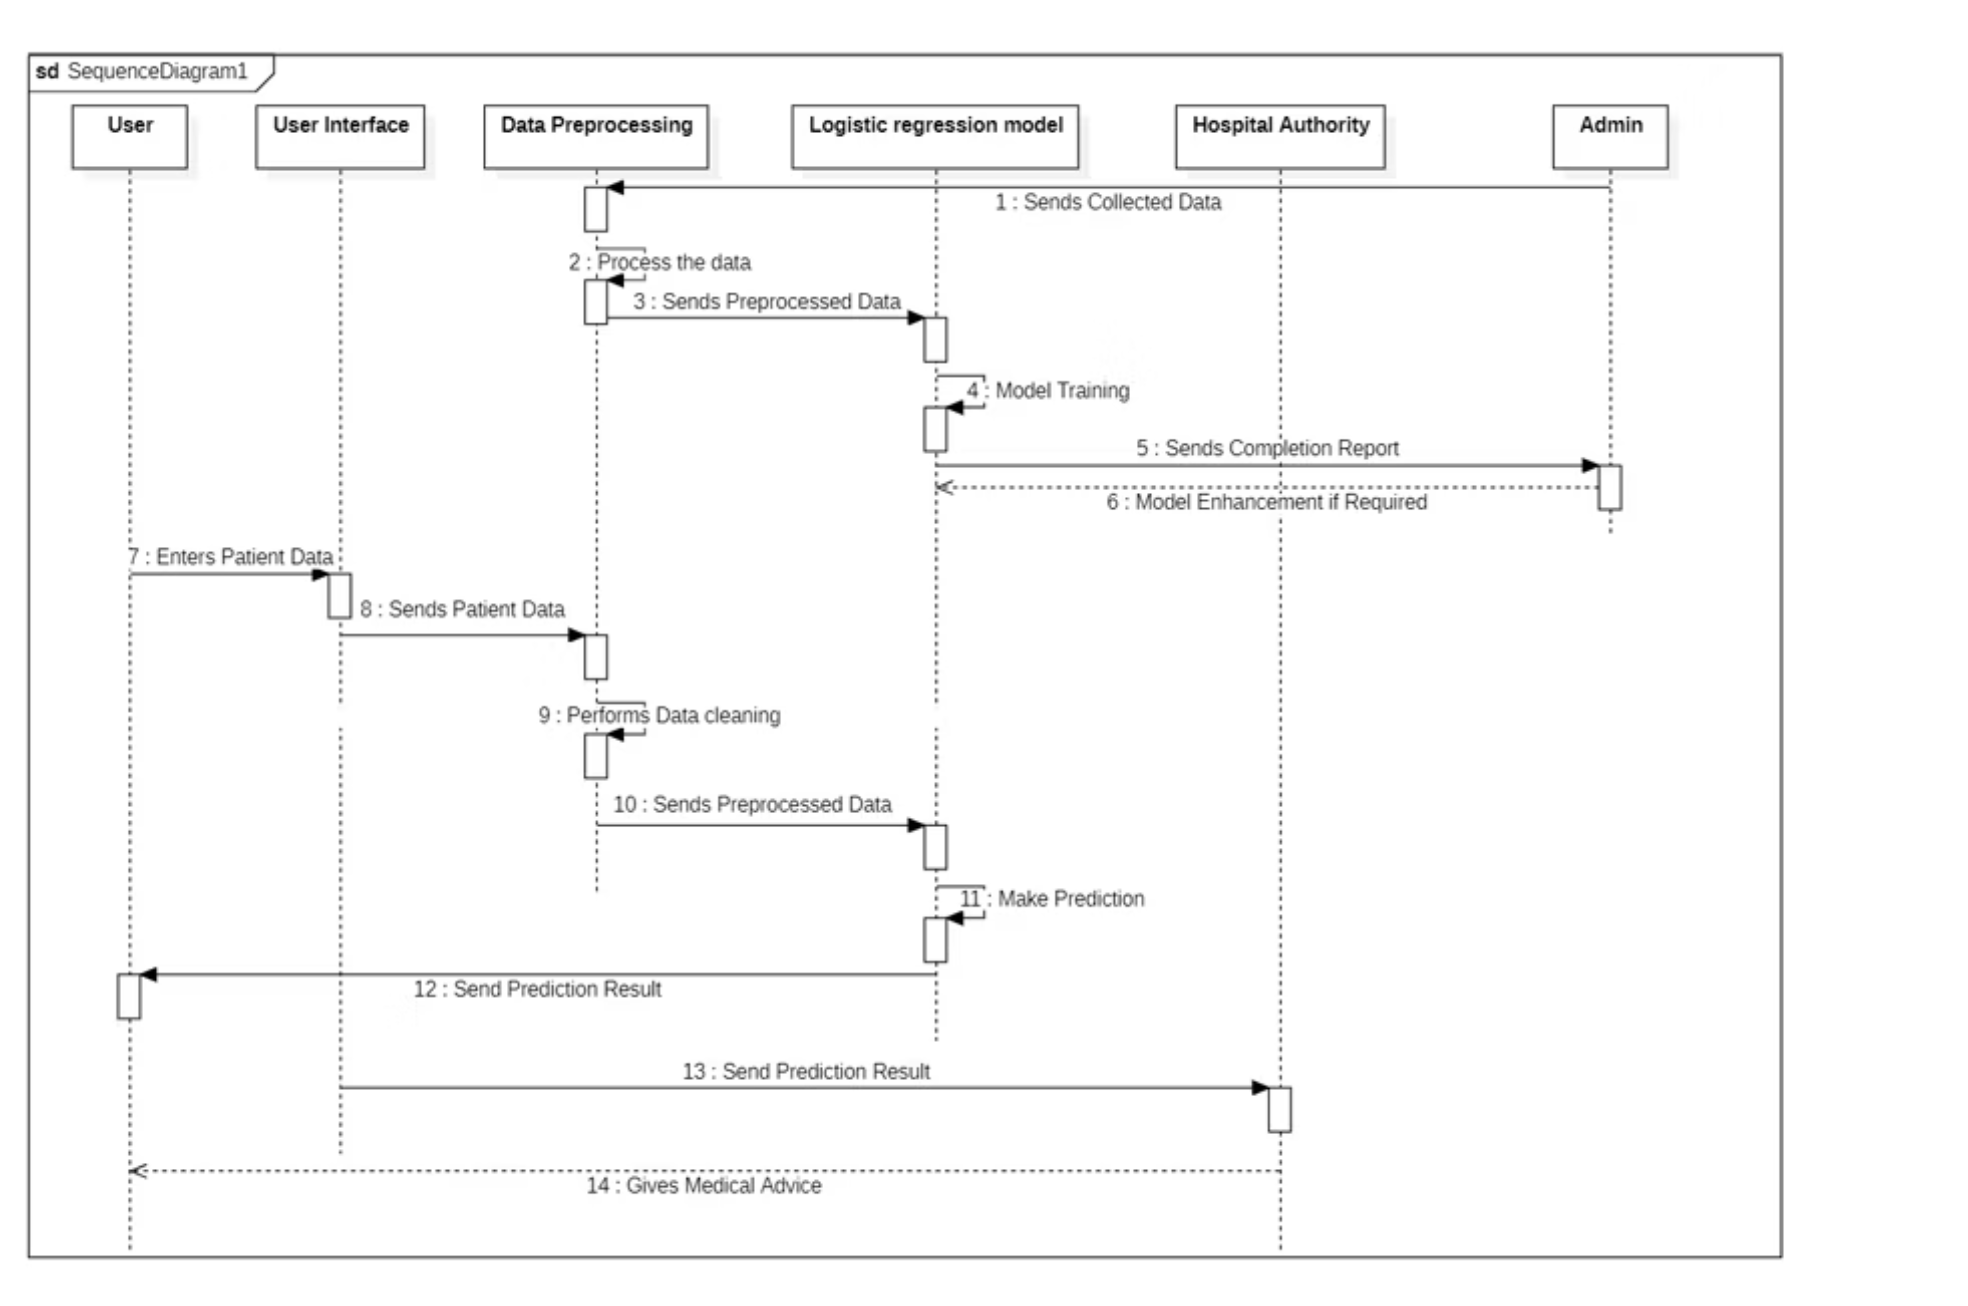 sd SequenceDiagram1
User
User Interface
Data Preprocessing
Logistic regression model
Hospital Authority
Admin
1 : Sends Collected Data
2 : Process the data
3 : Sends Preprocessed Data
4 : Model Training
5 : Sends Completion Report
6 : Model Enhancement if Required
7 : Enters Patient Data
8 : Sends Patient Data
9 : Performs Data cleaning
10 : Sends Preprocessed Data
11 : Make Prediction
12 : Send Prediction Result
13 : Send Prediction Result
14 : Gives Medical Advice